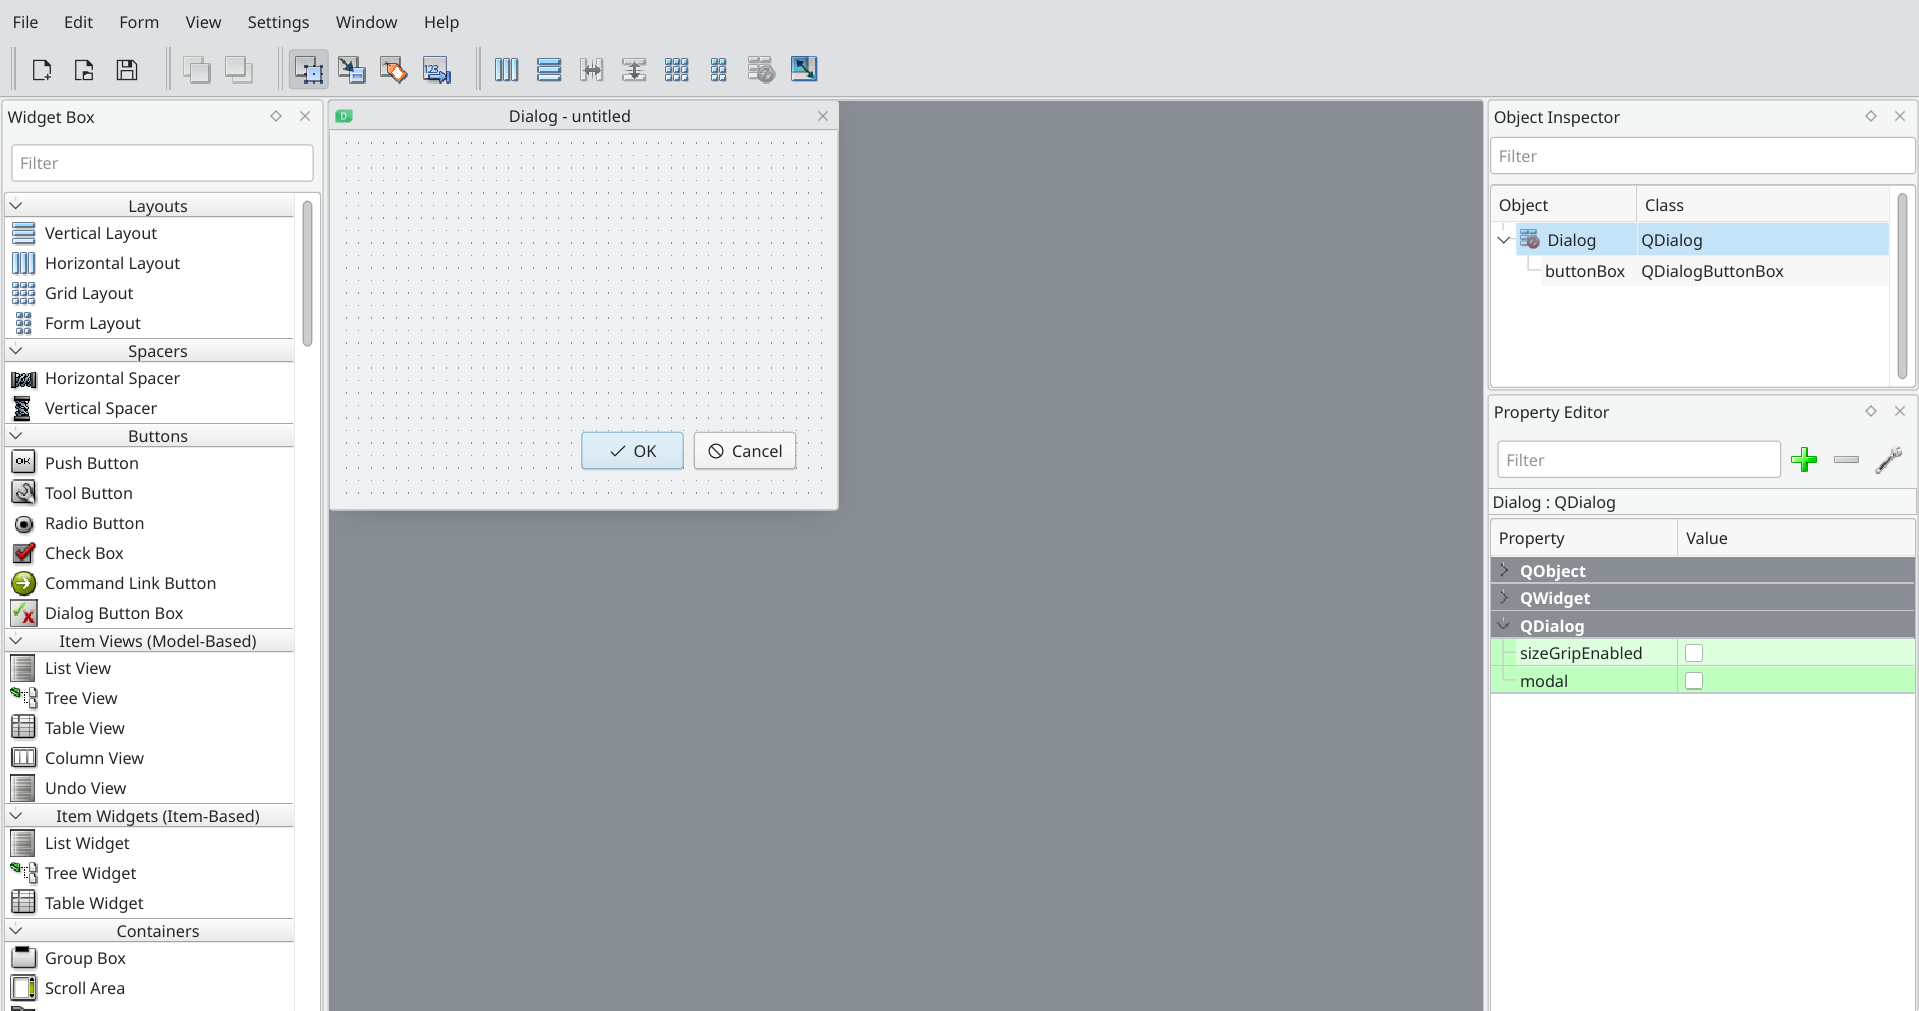 File Edit Form View Settings Window Help
Widget Box
Filter
Layouts
Vertical Layout
Horizontal Layout
Grid Layout
Form Layout
Spacers
Horizontal Spacer
Vertical Spacer
Buttons
OK
Push Button
Tool Button
Radio Button
Check Box
Command Link Button
Dialog Button Box
Item Views (Model-Based)
List View
Tree View
Table View
Column View
Undo View
Item Widgets (Item-Based)
List Widget
Tree Widget
Table Widget
Containers
Group Box
Scroll Area
123
D
Dialog - untitled
OK
Cancel
Object Inspector
Filter
Object Class
Dialog QDialog
buttonBox QDialogButtonBox
Property Editor
Filter
Dialog : QDialog
Property Value
QObject
QWidget
QDialog
sizeGripEnabled
modal